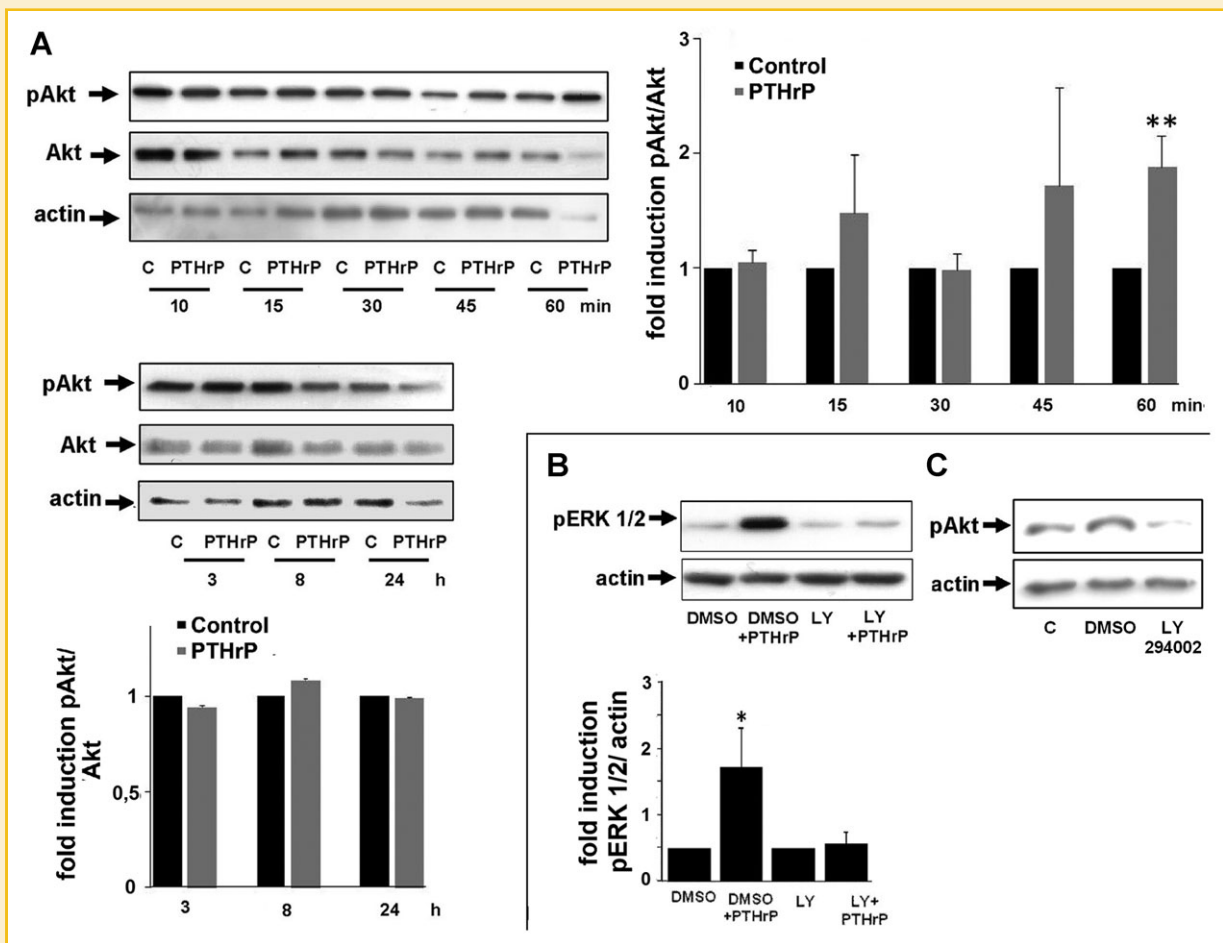 A
pAkt
Akt
actin
C PTHrP C PTHrP C PTHrP C PTHrP C PTHrP
10 15 30 45 60 min
fold induction pAkt/Akt
3
2
1
0
Control
PTHrP
**
10 15 30 45 60 min
pAkt
Akt
actin
C PTHrP C PTHrP C PTHrP
3 8 24 h
fold induction pAkt/
Akt
1
0,5
0
Control
PTHrP
3 8 24 h
B
pERK 1/2
actin
DMSO DMSO LY LY
+PTHrP +PTHrP
fold induction
pERK 1/2/ actin
3
2
1
0
*
DMSO DMSO LY LY+
+PTHrP PTHrP
C
pAkt
actin
C DMSO LY
294002